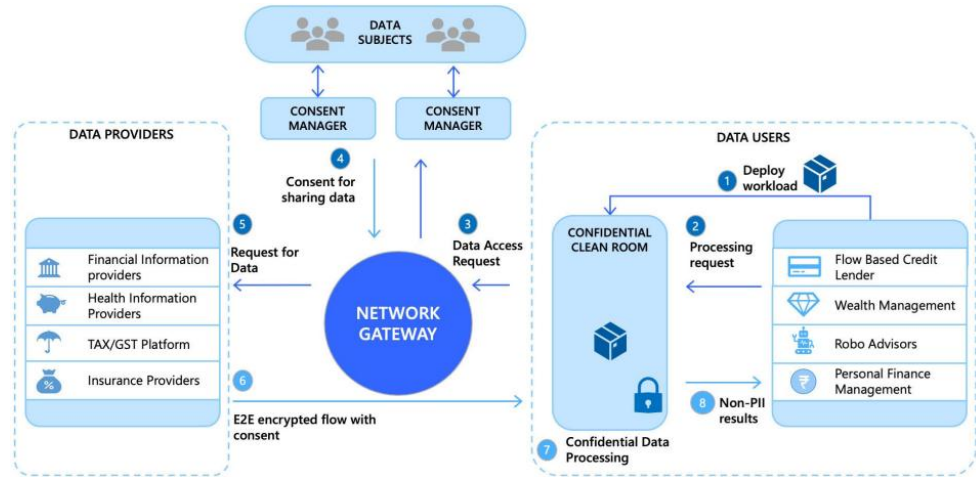 DATA
SUBJECTS
CONSENT
MANAGER
CONSENT
MANAGER
DATA PROVIDERS
DATA USERS
4
Consent for
sharing data
1
Deploy
workload
5
Request for
Data
3
Data Access
Request
CONFIDENTIAL
CLEAN ROOM
2
Processing
request
Financial Information
providers
Health Information
Providers
TAX/GST Platform
%
Insurance Providers
NETWORK
GATEWAY
Flow Based Credit
Lender
Wealth Management
Robo Advisors
₹
Personal Finance
Management
6
E2E encrypted flow with
consent
8
Non-PII
results
7
Confidential Data
Processing